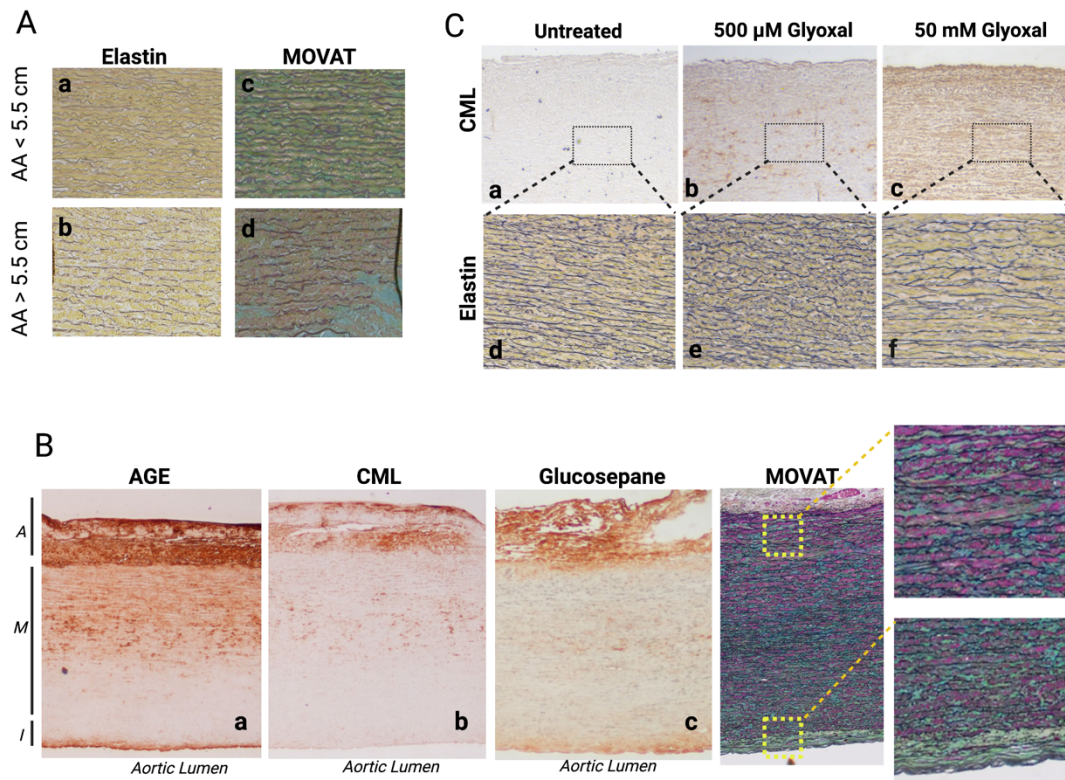 A
Elastin
MOVAT
AA < 5.5 cm
a
c
AA > 5.5 cm
b
d
C
Untreated
500 µM Glyoxal
50 mM Glyoxal
CML
a
b
c
Elastin
d
e
f
B
AGE
CML
Glucosepane
MOVAT
A
M
I
a
b
c
Aortic Lumen
Aortic Lumen
Aortic Lumen